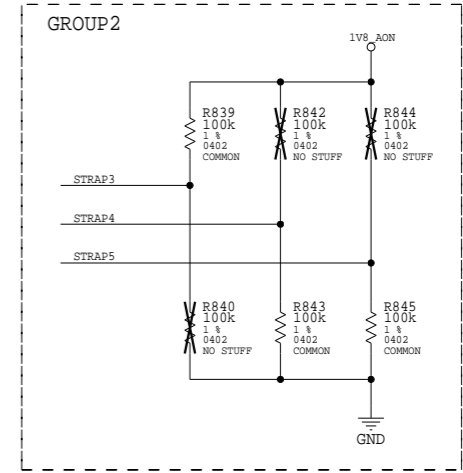 GROUP2
1V8_AON
R839
100k
1 %
0402
COMMON
R842
100k
1 %
0402
NO STUFF
R844
100k
1 %
0402
NO STUFF
STRAP3
STRAP4
STRAP5
R840
100k
1 %
0402
NO STUFF
R843
100k
1 %
0402
COMMON
R845
100k
1 %
0402
COMMON
GND